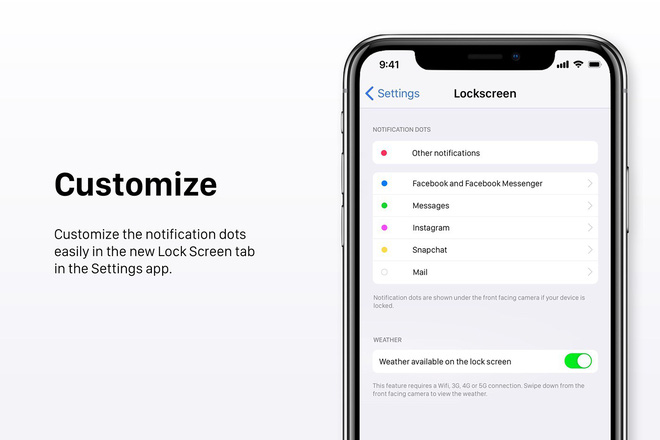 Customize
Customize the notification dots
easily in the new Lock Screen tab
in the Settings app.
9:41
Settings
Lockscreen
NOTIFICATION DOTS
Other notifications
Facebook and Facebook Messenger
Messages
Instagram
Snapchat
Mail
Notification dots are shown under the front facing camera if your device is
locked.
WEATHER
Weather available on the lock screen
This feature requires a Wifi, 3G, 4G or 5G connection. Swipe down from the
front facing camera to view the weather.